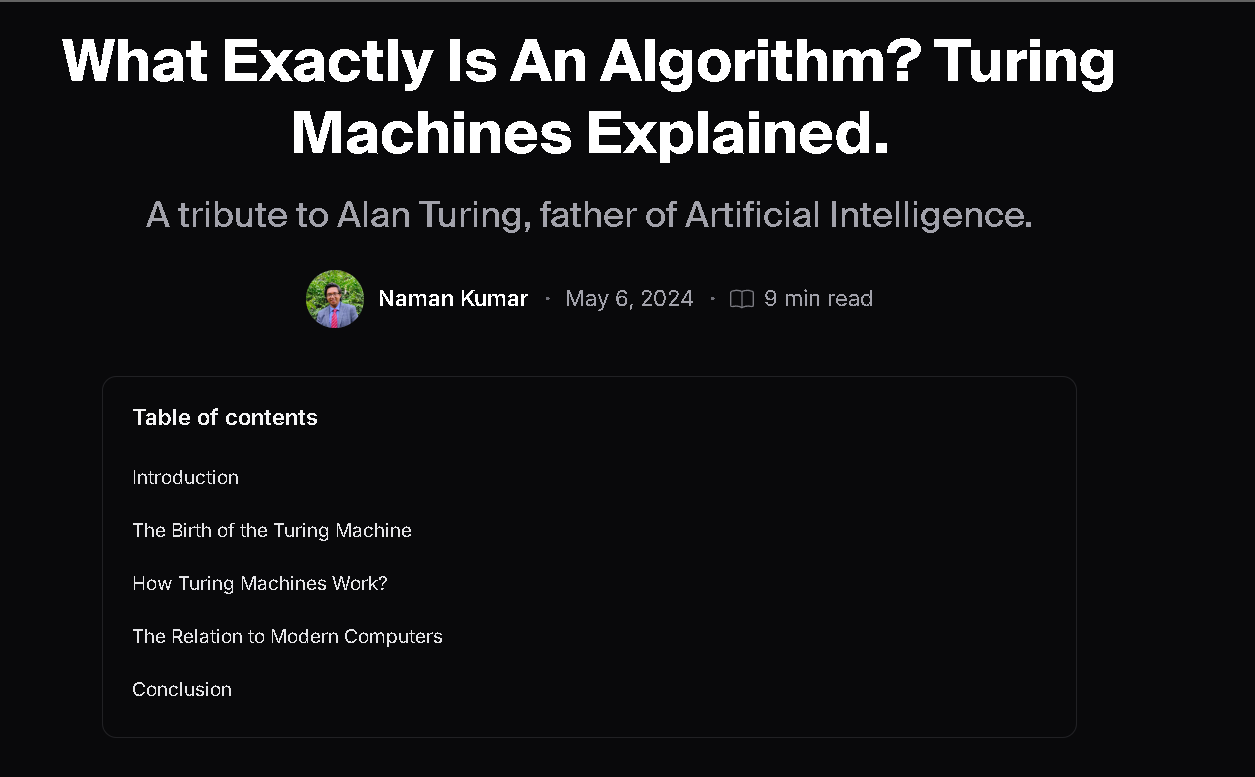 What Exactly Is An Algorithm? Turing
Machines Explained.
A tribute to Alan Turing, father of Artificial Intelligence.
Naman Kumar · May 6, 2024 · 9 min read
Table of contents
Introduction
The Birth of the Turing Machine
How Turing Machines Work?
The Relation to Modern Computers
Conclusion